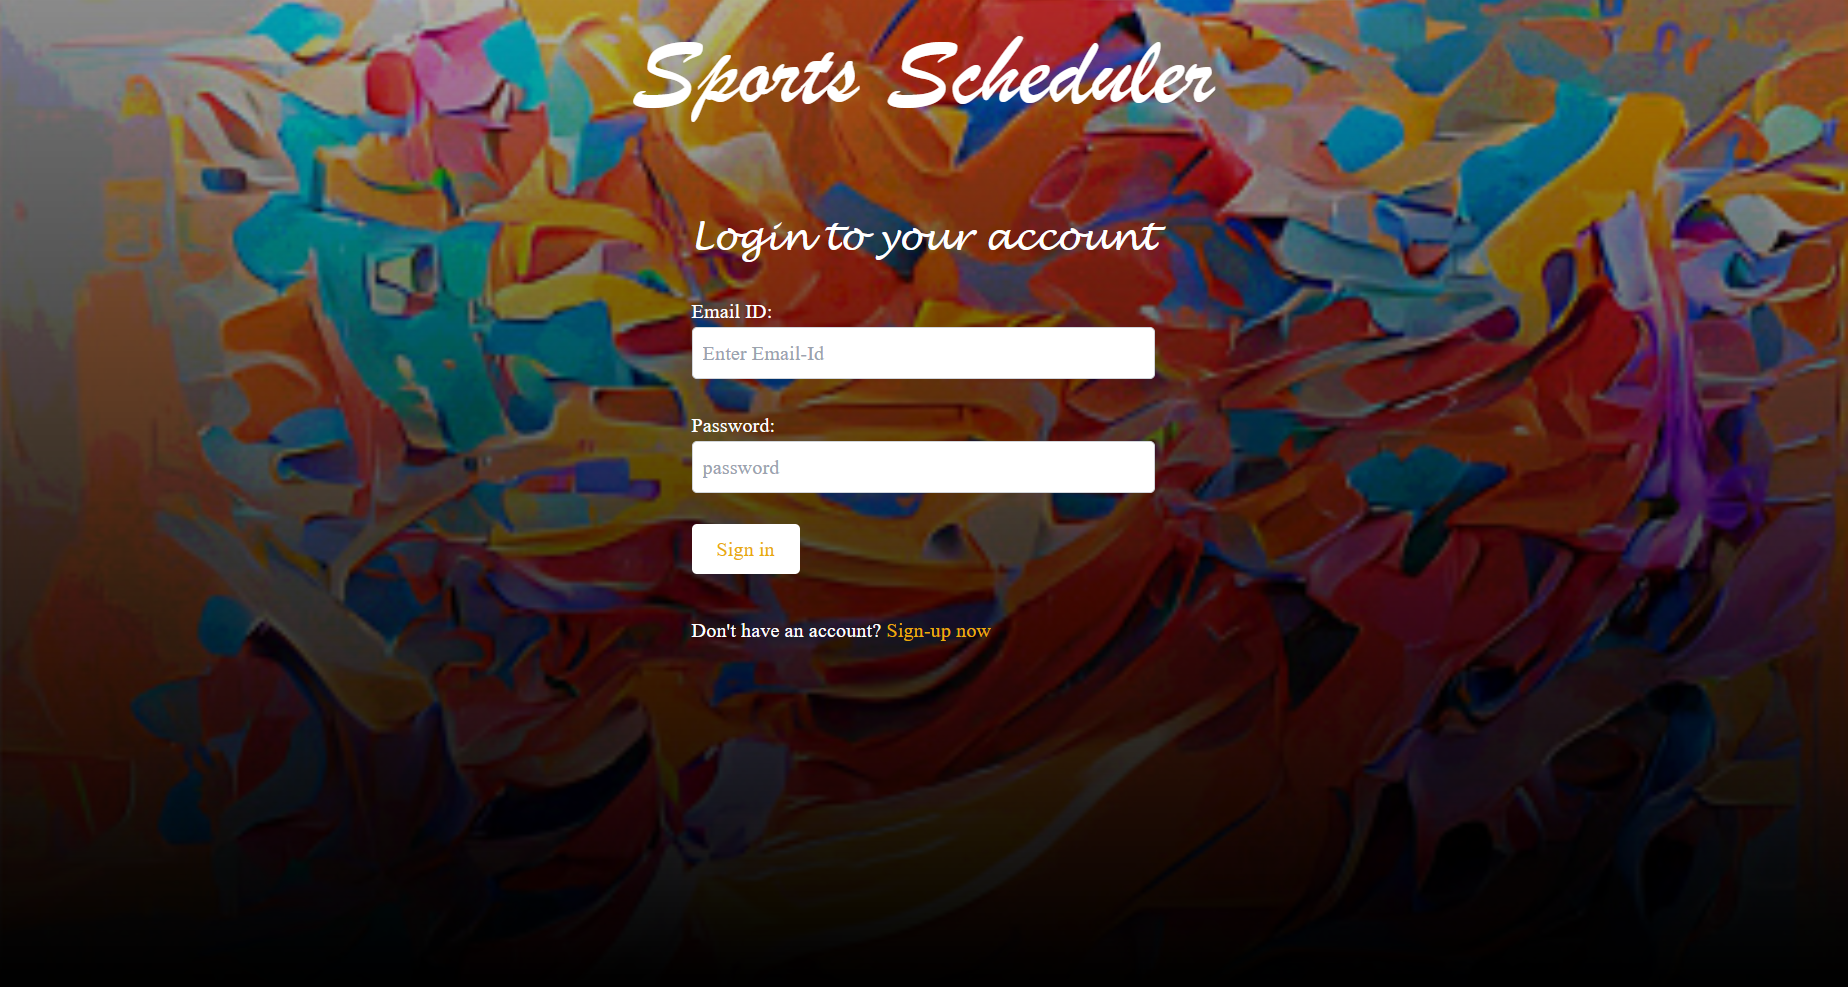 Sports Scheduler
Login to your account
Email ID:
Enter Email-Id
Password:
password
Sign in
Don't have an account? Sign-up now